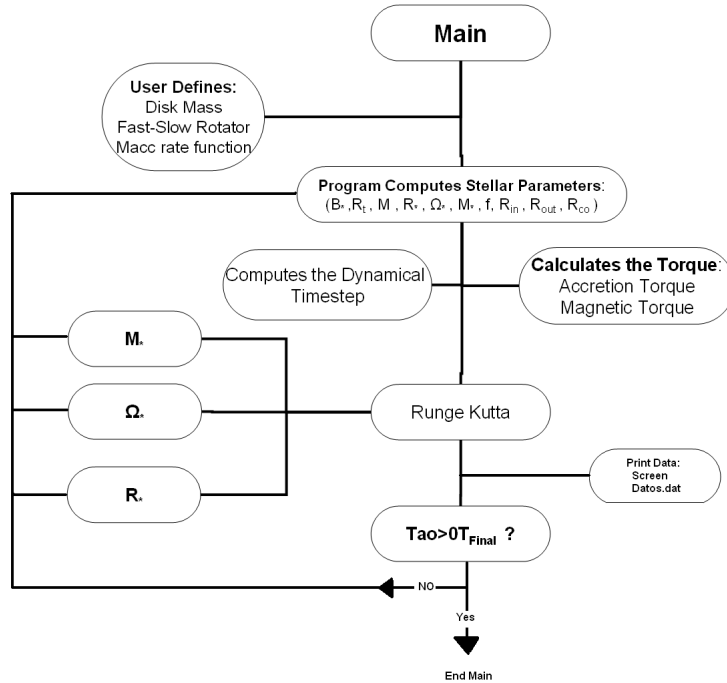 Main
User Defines:
Disk Mass
Fast-Slow Rotator
Macc rate function
Program Computes Stellar Parameters:
(B*,Rt, M, R*, Ω*, M*, f, Rin, Rout, Rco)
Computes the Dynamical
Timestep
Calculates the Torque:
Accretion Torque
Magnetic Torque
M*
Ω*
Runge Kutta
R*
Print Data:
Screen
Datos.dat
Tao>0TFinal ?
NO
Yes
End Main